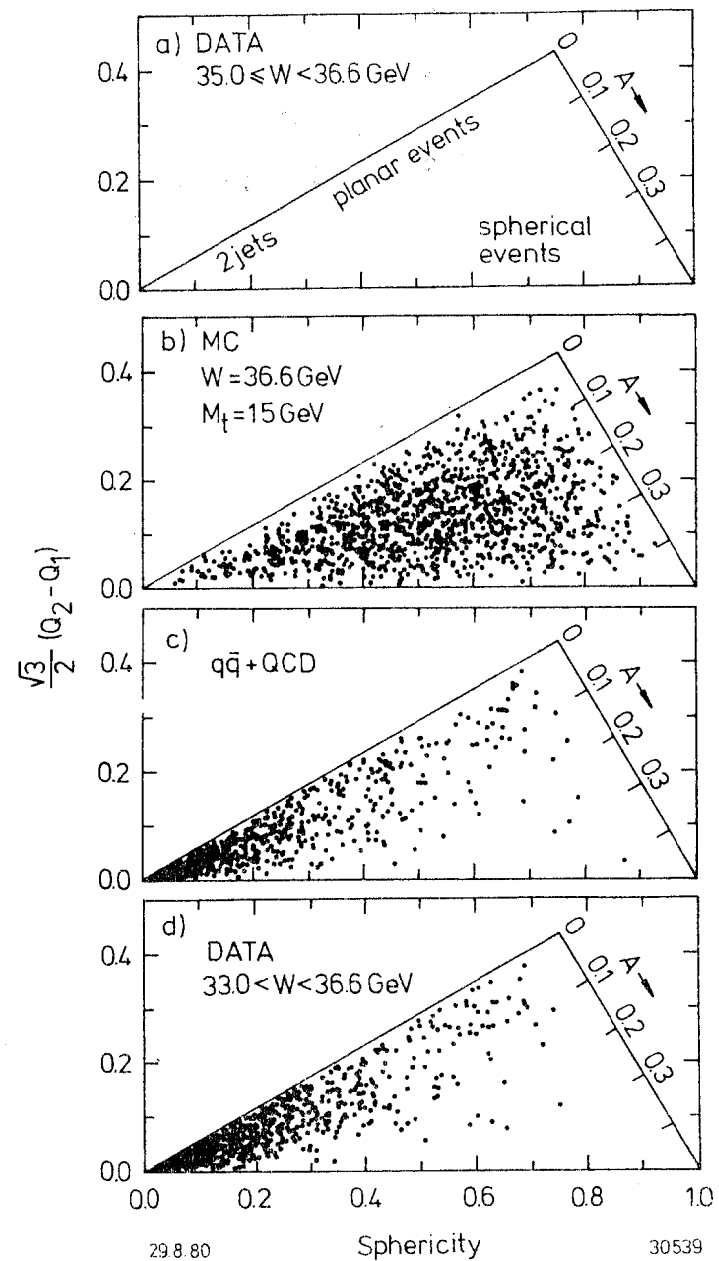 a) DATA
35.0 ⩽ W < 36.6 GeV
0.4
0.2
0.0
2 jets
planar events
spherical
events
0
0.1
0.2
0.3
A
b) MC
W = 36.6 GeV
Mt = 15 GeV
0.4
0.2
0.0
0
0.1
0.2
0.3
A
√3/2 (Q2 - Q1)
c) qq̄ + QCD
0.4
0.2
0.0
0
0.1
0.2
0.3
A
d) DATA
33.0 < W < 36.6 GeV
0.4
0.2
0.0
0
0.1
0.2
0.3
A
0.0 0.2 0.4 0.6 0.8 1.0
Sphericity
29.8.80
30539